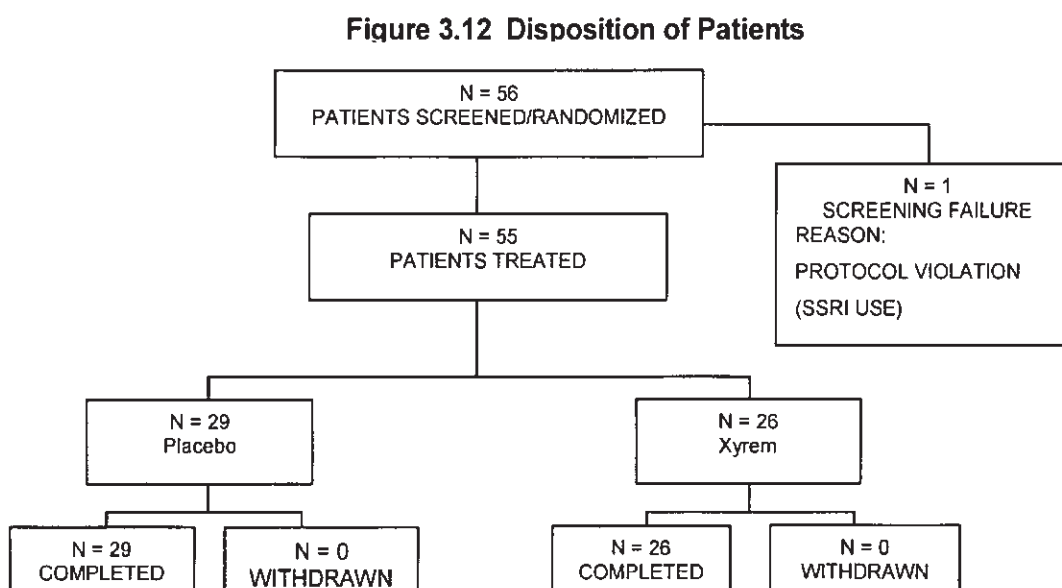 Figure 3.12 Disposition of Patients
N = 56
PATIENTS SCREENED/RANDOMIZED
N = 1
SCREENING FAILURE
REASON:
PROTOCOL VIOLATION
(SSRI USE)
N = 55
PATIENTS TREATED
N = 29
Placebo
N = 26
Xyrem
N = 29
COMPLETED
N = 0
WITHDRAWN
N = 26
COMPLETED
N = 0
WITHDRAWN